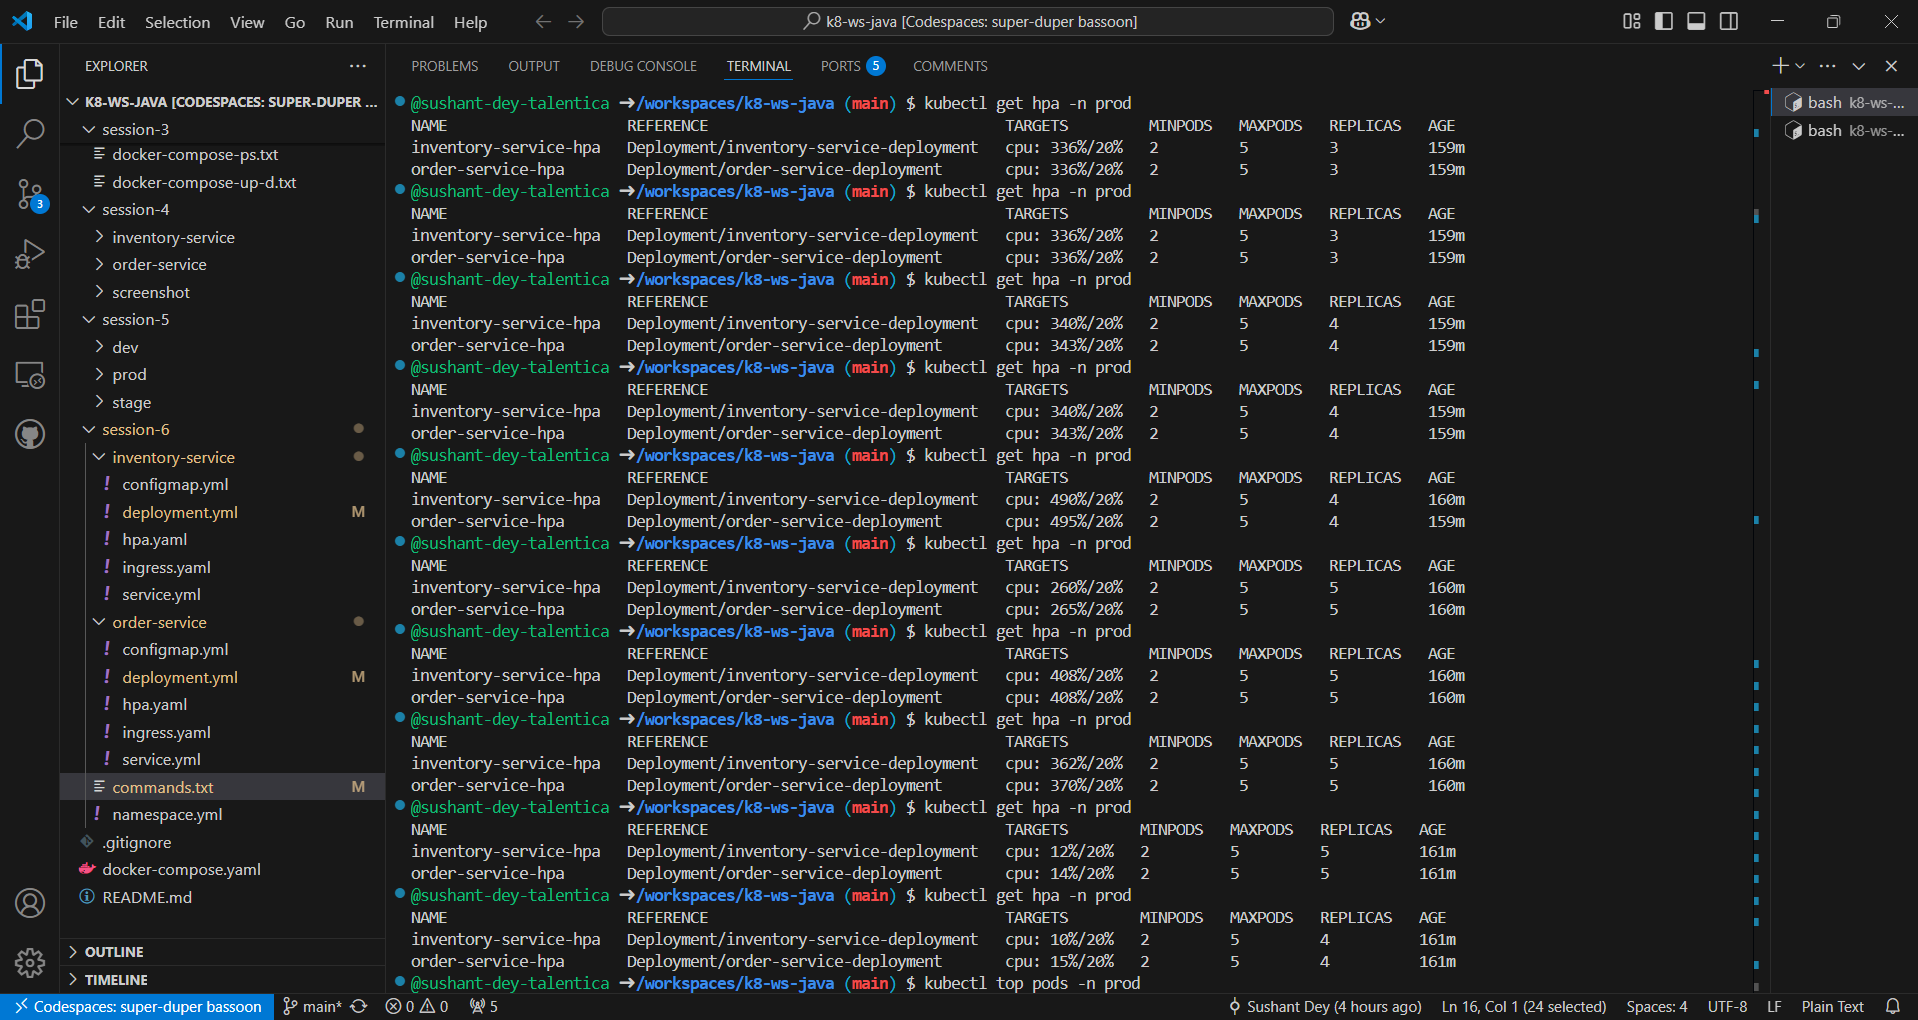 File Edit Selection View Go Run Terminal Help
k8-ws-java [Codespaces: super-duper bassoon]
EXPLORER
K8-WS-JAVA [CODESPACES: SUPER-DUPER ...
session-3
docker-compose-ps.txt
docker-compose-up-d.txt
session-4
inventory-service
order-service
screenshot
session-5
dev
prod
stage
session-6
inventory-service
configmap.yml
deployment.yml M
hpa.yaml
ingress.yaml
service.yml
order-service
configmap.yml
deployment.yml M
hpa.yaml
ingress.yaml
service.yml
commands.txt M
namespace.yml
.gitignore
docker-compose.yaml
README.md
OUTLINE
TIMELINE
3
PROBLEMS OUTPUT DEBUG CONSOLE TERMINAL PORTS 5 COMMENTS
@sushant-dey-talentica ➜/workspaces/k8-ws-java (main) $ kubectl get hpa -n prod
NAME REFERENCE TARGETS MINPODS MAXPODS REPLICAS AGE
inventory-service-hpa Deployment/inventory-service-deployment cpu: 336%/20% 2 5 3 159m
order-service-hpa Deployment/order-service-deployment cpu: 336%/20% 2 5 3 159m
@sushant-dey-talentica ➜/workspaces/k8-ws-java (main) $ kubectl get hpa -n prod
NAME REFERENCE TARGETS MINPODS MAXPODS REPLICAS AGE
inventory-service-hpa Deployment/inventory-service-deployment cpu: 336%/20% 2 5 3 159m
order-service-hpa Deployment/order-service-deployment cpu: 336%/20% 2 5 3 159m
@sushant-dey-talentica ➜/workspaces/k8-ws-java (main) $ kubectl get hpa -n prod
NAME REFERENCE TARGETS MINPODS MAXPODS REPLICAS AGE
inventory-service-hpa Deployment/inventory-service-deployment cpu: 340%/20% 2 5 4 159m
order-service-hpa Deployment/order-service-deployment cpu: 343%/20% 2 5 4 159m
@sushant-dey-talentica ➜/workspaces/k8-ws-java (main) $ kubectl get hpa -n prod
NAME REFERENCE TARGETS MINPODS MAXPODS REPLICAS AGE
inventory-service-hpa Deployment/inventory-service-deployment cpu: 340%/20% 2 5 4 159m
order-service-hpa Deployment/order-service-deployment cpu: 343%/20% 2 5 4 159m
@sushant-dey-talentica ➜/workspaces/k8-ws-java (main) $ kubectl get hpa -n prod
NAME REFERENCE TARGETS MINPODS MAXPODS REPLICAS AGE
inventory-service-hpa Deployment/inventory-service-deployment cpu: 490%/20% 2 5 4 160m
order-service-hpa Deployment/order-service-deployment cpu: 495%/20% 2 5 4 159m
@sushant-dey-talentica ➜/workspaces/k8-ws-java (main) $ kubectl get hpa -n prod
NAME REFERENCE TARGETS MINPODS MAXPODS REPLICAS AGE
inventory-service-hpa Deployment/inventory-service-deployment cpu: 260%/20% 2 5 5 160m
order-service-hpa Deployment/order-service-deployment cpu: 265%/20% 2 5 5 160m
@sushant-dey-talentica ➜/workspaces/k8-ws-java (main) $ kubectl get hpa -n prod
NAME REFERENCE TARGETS MINPODS MAXPODS REPLICAS AGE
inventory-service-hpa Deployment/inventory-service-deployment cpu: 408%/20% 2 5 5 160m
order-service-hpa Deployment/order-service-deployment cpu: 408%/20% 2 5 5 160m
@sushant-dey-talentica ➜/workspaces/k8-ws-java (main) $ kubectl get hpa -n prod
NAME REFERENCE TARGETS MINPODS MAXPODS REPLICAS AGE
inventory-service-hpa Deployment/inventory-service-deployment cpu: 362%/20% 2 5 5 160m
order-service-hpa Deployment/order-service-deployment cpu: 370%/20% 2 5 5 160m
@sushant-dey-talentica ➜/workspaces/k8-ws-java (main) $ kubectl get hpa -n prod
NAME REFERENCE TARGETS MINPODS MAXPODS REPLICAS AGE
inventory-service-hpa Deployment/inventory-service-deployment cpu: 12%/20% 2 5 5 161m
order-service-hpa Deployment/order-service-deployment cpu: 14%/20% 2 5 5 161m
@sushant-dey-talentica ➜/workspaces/k8-ws-java (main) $ kubectl get hpa -n prod
NAME REFERENCE TARGETS MINPODS MAXPODS REPLICAS AGE
inventory-service-hpa Deployment/inventory-service-deployment cpu: 10%/20% 2 5 4 161m
order-service-hpa Deployment/order-service-deployment cpu: 15%/20% 2 5 4 161m
@sushant-dey-talentica ➜/workspaces/k8-ws-java (main) $ kubectl top pods -n prod
bash k8-ws-...
bash k8-ws-...
Codespaces: super-duper bassoon main* 0 0 5 Sushant Dey (4 hours ago) Ln 16, Col 1 (24 selected) Spaces: 4 UTF-8 LF Plain Text